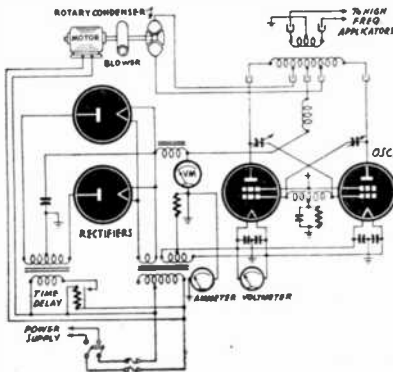 ROTARY CONDENSER
MOTOR
BLOWER
TO HIGH
FREQ
APPLICATORS
OSC
VM
RECTIFIERS
TIME
DELAY
AMMETER
VOLTMETER
POWER
SUPPLY